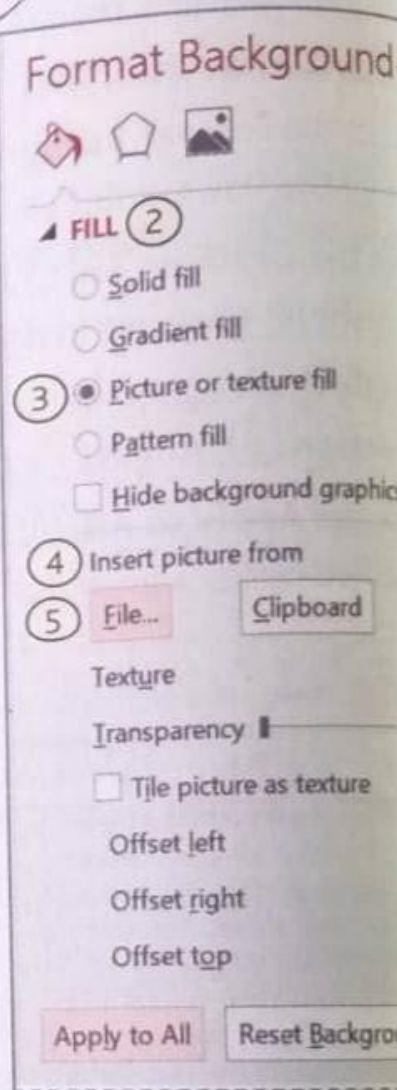 Format Background
FILL 2
Solid fill
Gradient fill
3 Picture or texture fill
Pattern fill
Hide background graphic
4 Insert picture from
5 File... Clipboard
Texture
Transparency
Tile picture as texture
Offset left
Offset right
Offset top
Apply to All Reset Backgro